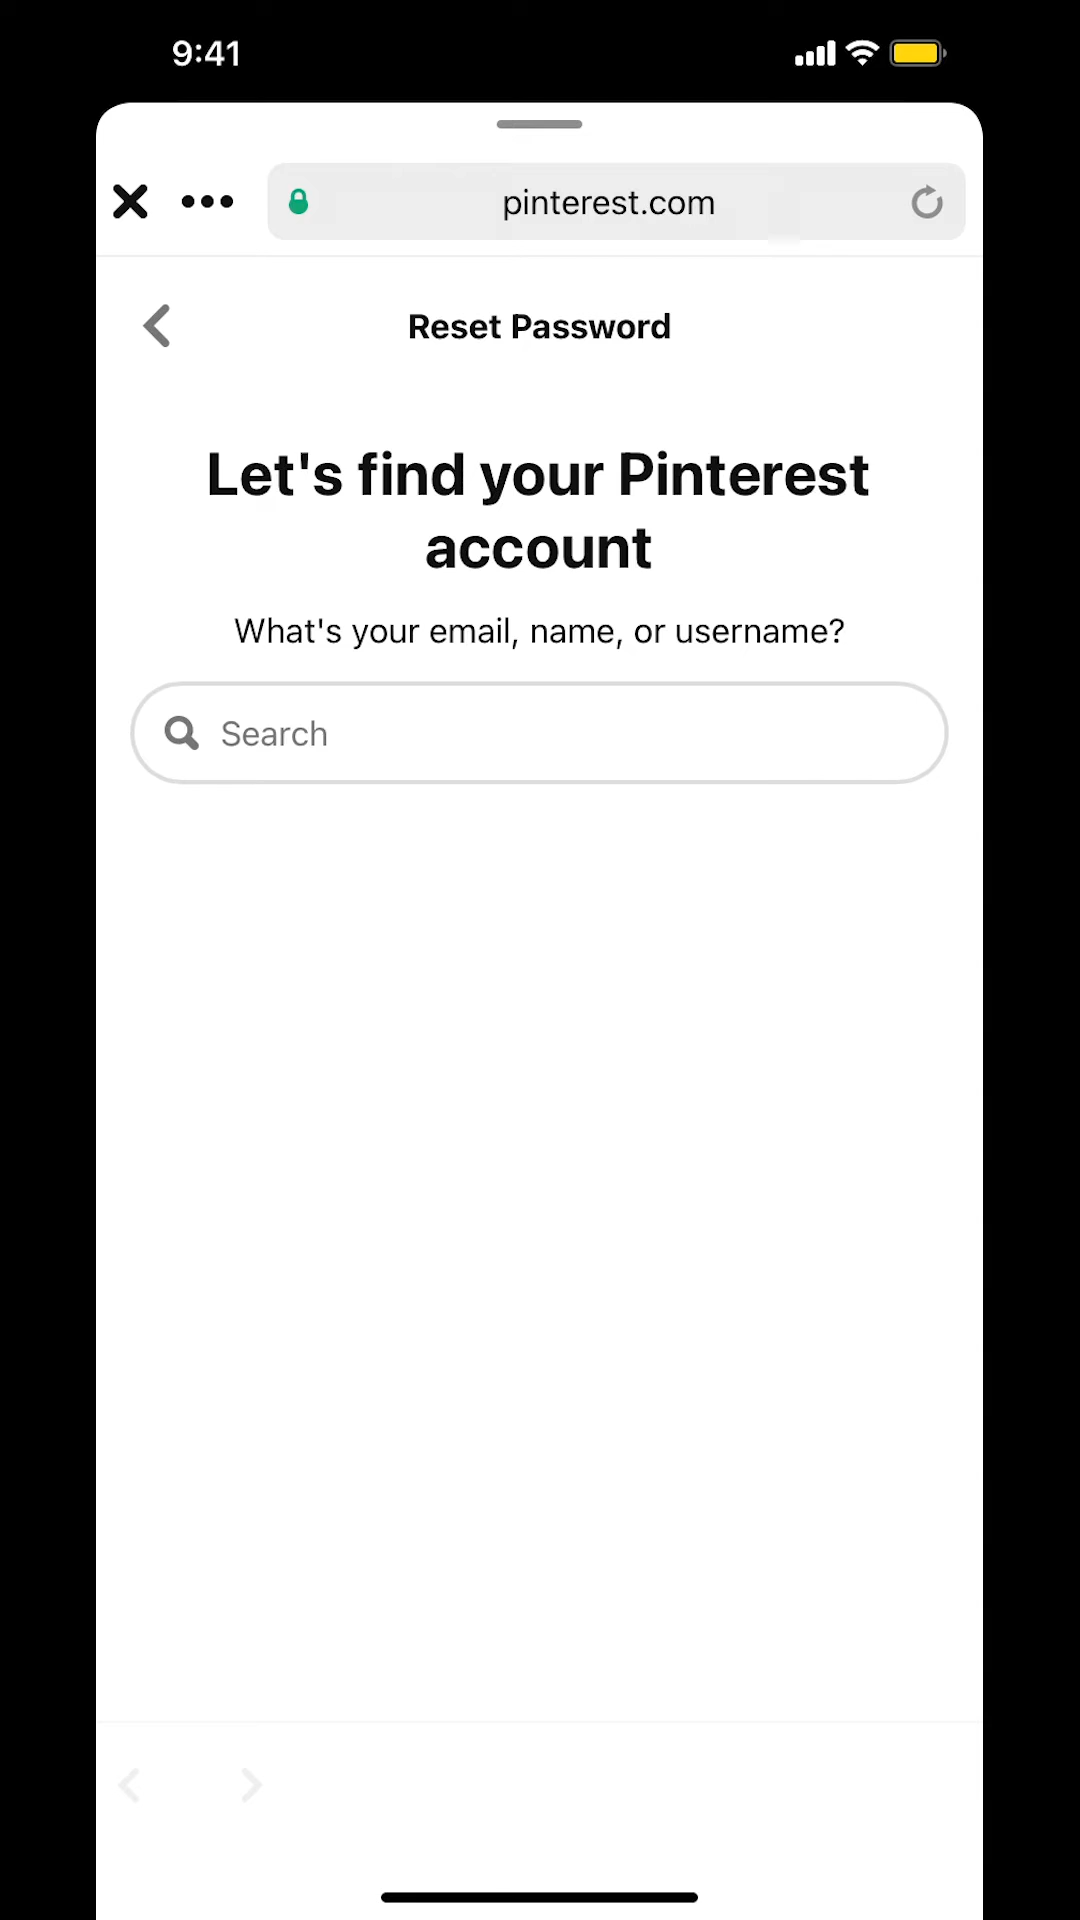 9:41
pinterest.com
Reset Password
Let's find your Pinterest
account
What's your email, name, or username?
Search